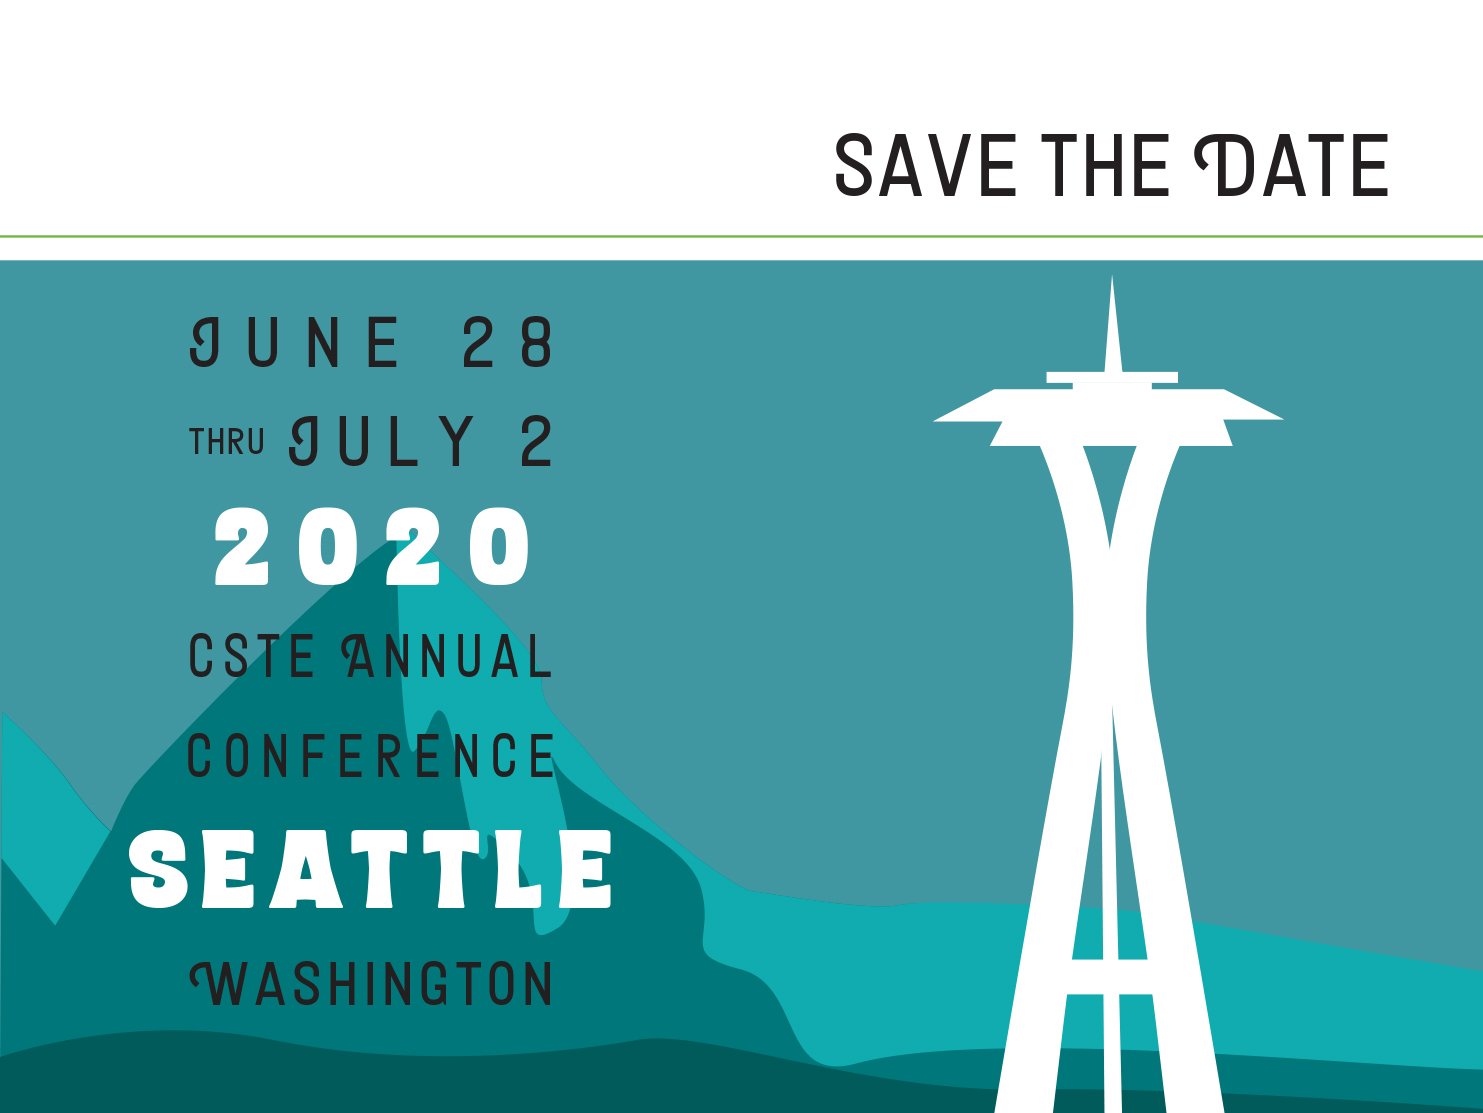 SAVE THE DATE
JUNE 28
THRU JULY 2
2020
CSTE ANNUAL
CONFERENCE
SEATTLE
WASHINGTON